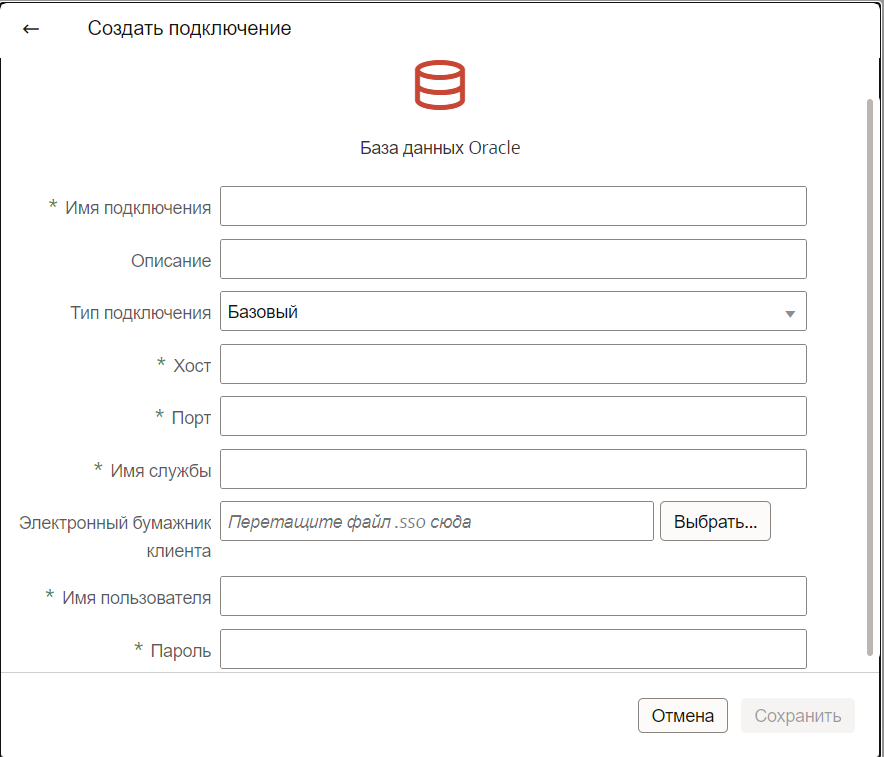 ← Создать подключение
База данных Oracle
* Имя подключения
Описание
Тип подключения Базовый
* Хост
* Порт
* Имя службы
Электронный бумажник Перетащите файл .sso сюда Выбрать...
клиента
* Имя пользователя
* Пароль
Отмена Сохранить